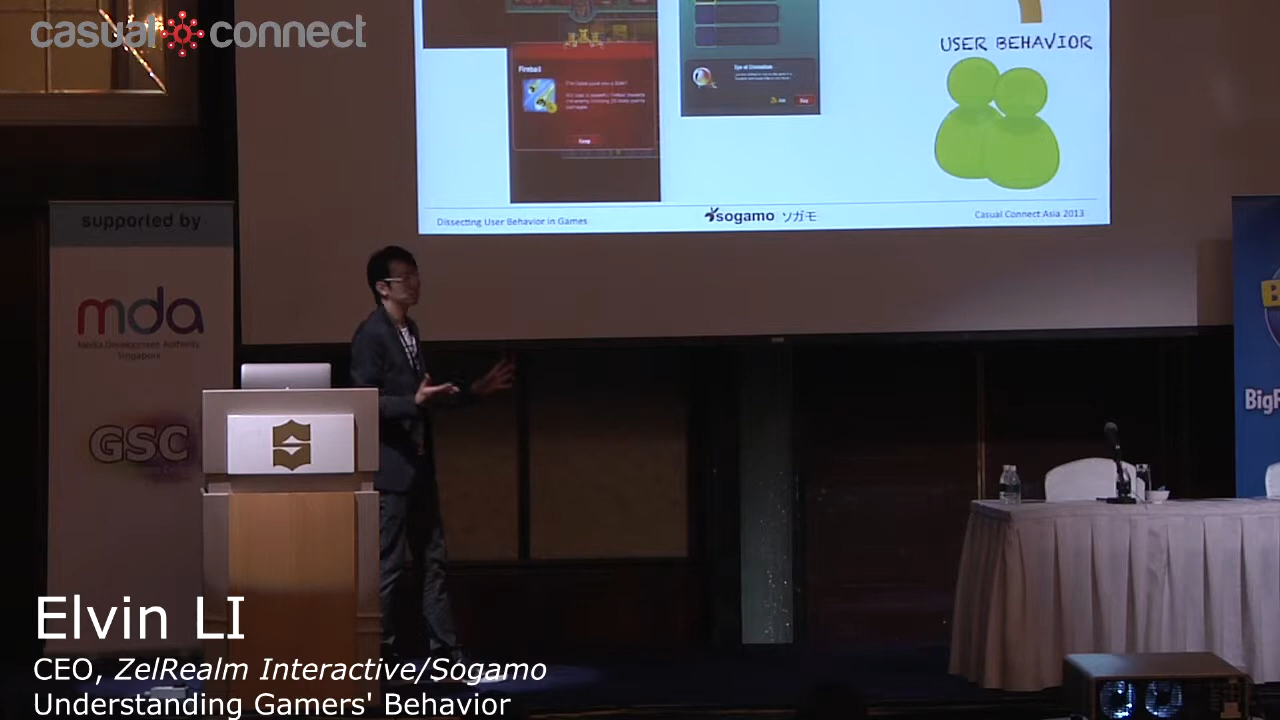 casual connect
USER BEHAVIOR
Fireball
Eye of Divination
Dissecting User Behavior in Games
sogamo ソガモ
Casual Connect Asia 2013
supported by
mda
Media Development Authority
Singapore
GSC
Elvin LI
CEO, ZelRealm Interactive/Sogamo
Understanding Gamers' Behavior